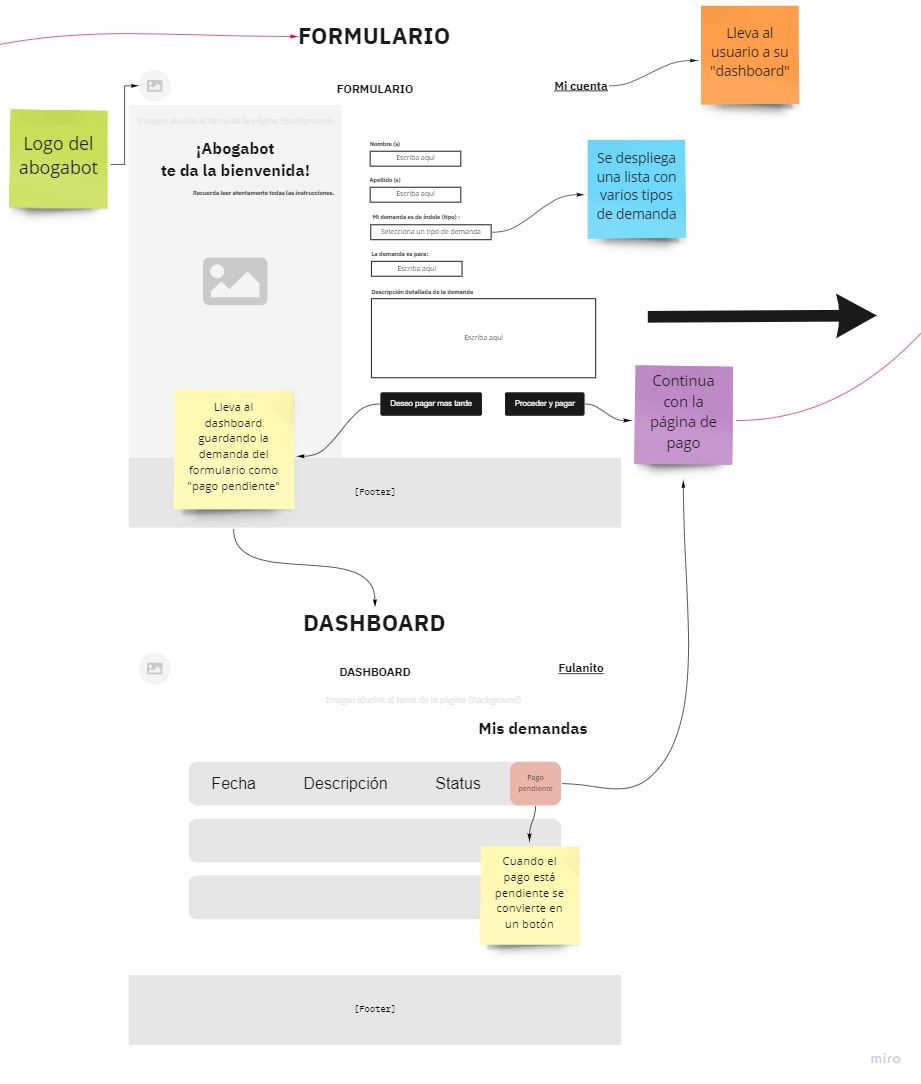 FORMULARIO
Lleva al
usuario a su
"dashboard"
FORMULARIO
Mi cuenta
Logo del
abogabot
Imagen alucive al tema de la página (Background)
¡Abogabot
te da la bienvenida!
Recuerda leer atentamente todas las instrucciones.
Nombre (s)
Escriba aquí
Apellido (s)
Escriba aquí
Mi demanda es de índole (tipo) :
Selecciona un tipo de demanda
La demanda es para:
Escriba aquí
Descripción detallada de la demanda
Escriba aquí
Se despliega
una lista con
varios tipos
de demanda
Deseo pagar mas tarde
Proceder y pagar
Continua
con la
página de
pago
Lleva al
dashboard
guardando la
demanda del
formulario como
"pago pendiente"
[Footer]
DASHBOARD
DASHBOARD
Fulanito
Imagen alucive al tema de la página (Background)
Mis demandas
Fecha
Descripción
Status
Pago
pendiente
Cuando el
pago está
pendiente se
convierte en
un botón
[Footer]
miro